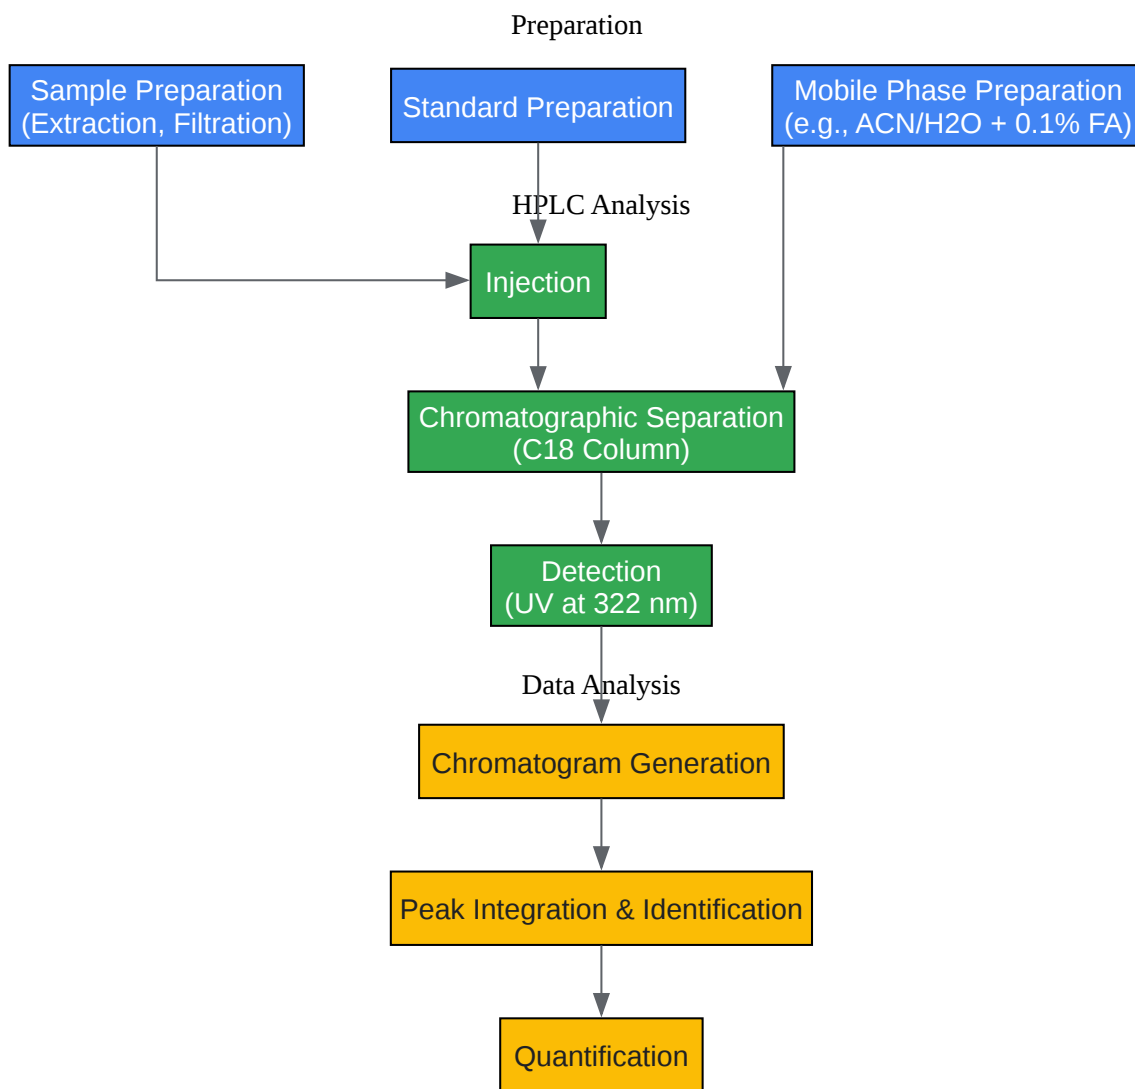 Preparation
Sample Preparation
(Extraction, Filtration)
Standard Preparation
Mobile Phase Preparation
(e.g., ACN/H2O + 0.1% FA)
HPLC Analysis
Injection
Chromatographic Separation
(C18 Column)
Detection
(UV at 322 nm)
Data Analysis
Chromatogram Generation
Peak Integration & Identification
Quantification